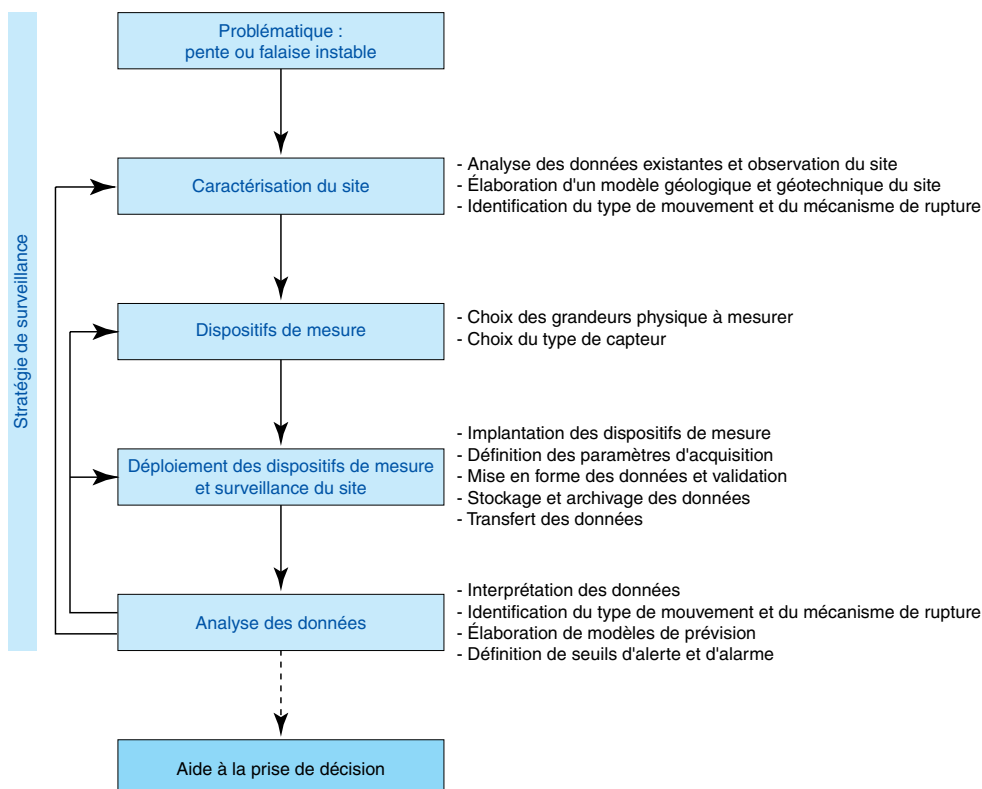 Stratégie de surveillance
Problématique :
pente ou falaise instable
Caractérisation du site
- Analyse des données existantes et observation du site
- Élaboration d'un modèle géologique et géotechnique du site
- Identification du type de mouvement et du mécanisme de rupture
Dispositifs de mesure
- Choix des grandeurs physique à mesurer
- Choix du type de capteur
Déploiement des dispositifs de mesure
et surveillance du site
- Implantation des dispositifs de mesure
- Définition des paramètres d'acquisition
- Mise en forme des données et validation
- Stockage et archivage des données
- Transfert des données
Analyse des données
- Interprétation des données
- Identification du type de mouvement et du mécanisme de rupture
- Élaboration de modèles de prévision
- Définition de seuils d'alerte et d'alarme
Aide à la prise de décision